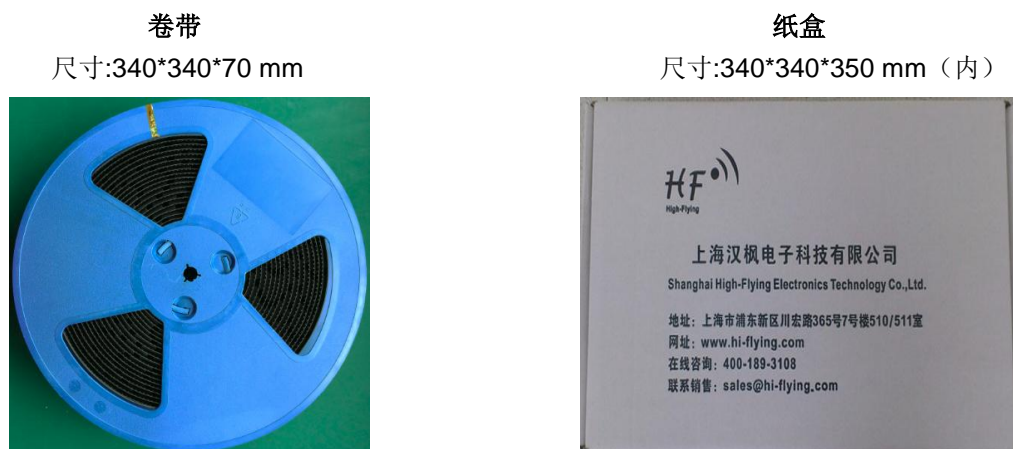 卷带
尺寸:340*340*70 mm
纸盒
尺寸:340*340*350 mm（内）
HF
High-Flying
上海汉枫电子科技有限公司
Shanghai High-Flying Electronics Technology Co.,Ltd.
地址：上海市浦东新区川宏路365号7号楼510/511室
网址：www.hi-flying.com
在线咨询：400-189-3108
联系销售：sales@hi-flying.com